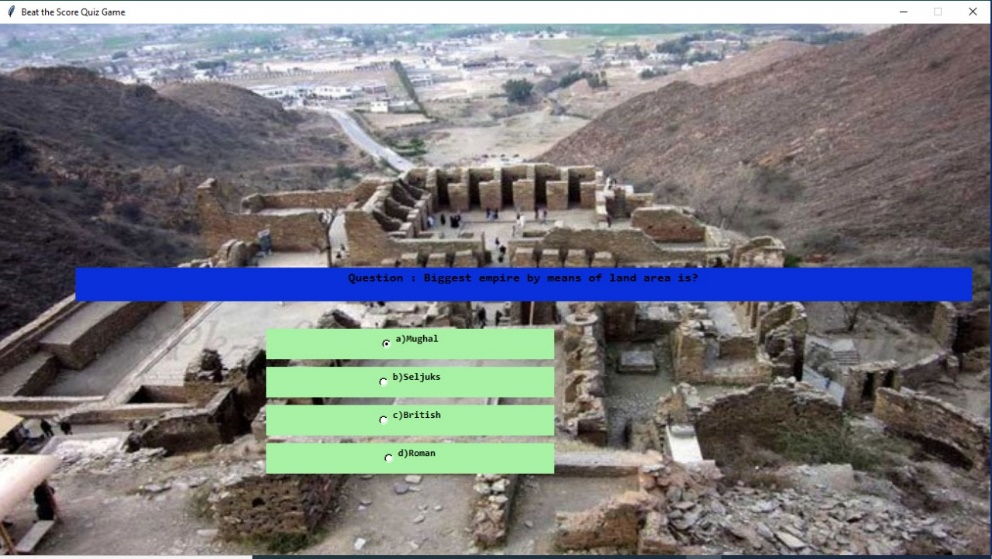 Beat the Score Quiz Game
Question : Biggest empire by means of land area is?
a)Mughal
b)Seljuks
c)British
d)Roman